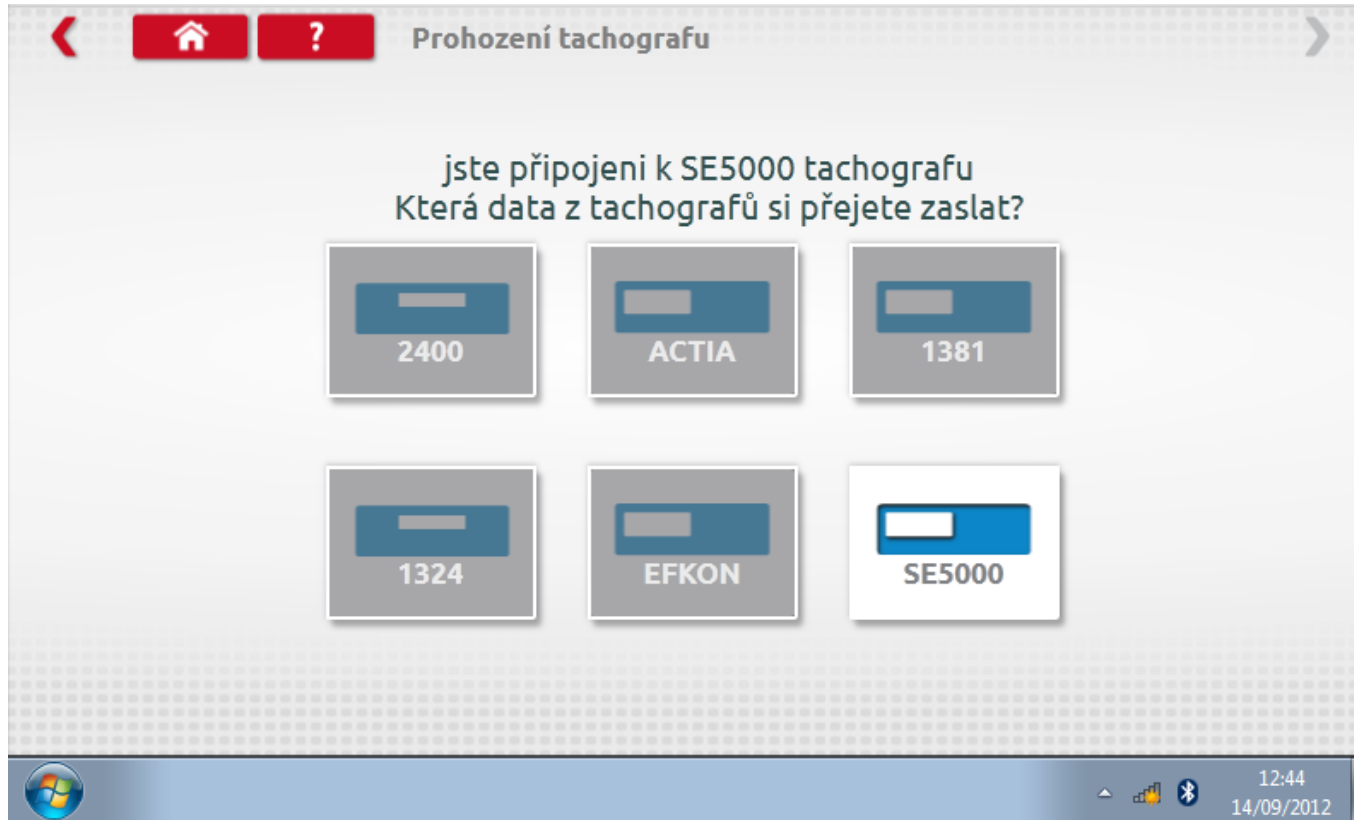 ?
Prohození tachografu
jste připojeni k SE5000 tachografu
Která data z tachografů si přejete zaslat?
2400
ACTIA
1381
1324
EFKON
SE5000
12:44
14/09/2012